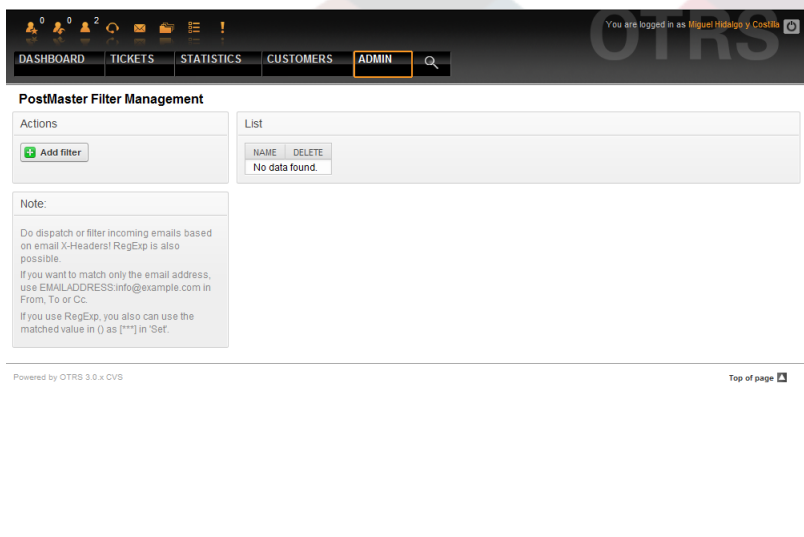 0 0 2
You are logged in as Miguel Hidalgo y Costilla
OTRS
DASHBOARD TICKETS STATISTICS CUSTOMERS ADMIN
PostMaster Filter Management
Actions
Add filter
List
NAME DELETE
No data found.
Note:
Do dispatch or filter incoming emails based
on email X-Headers! RegExp is also
possible.
If you want to match only the email address,
use EMAILADDRESS:info@example.com in
From, To or Cc.
If you use RegExp, you also can use the
matched value in () as [***] in 'Set'.
Powered by OTRS 3.0.x CVS
Top of page